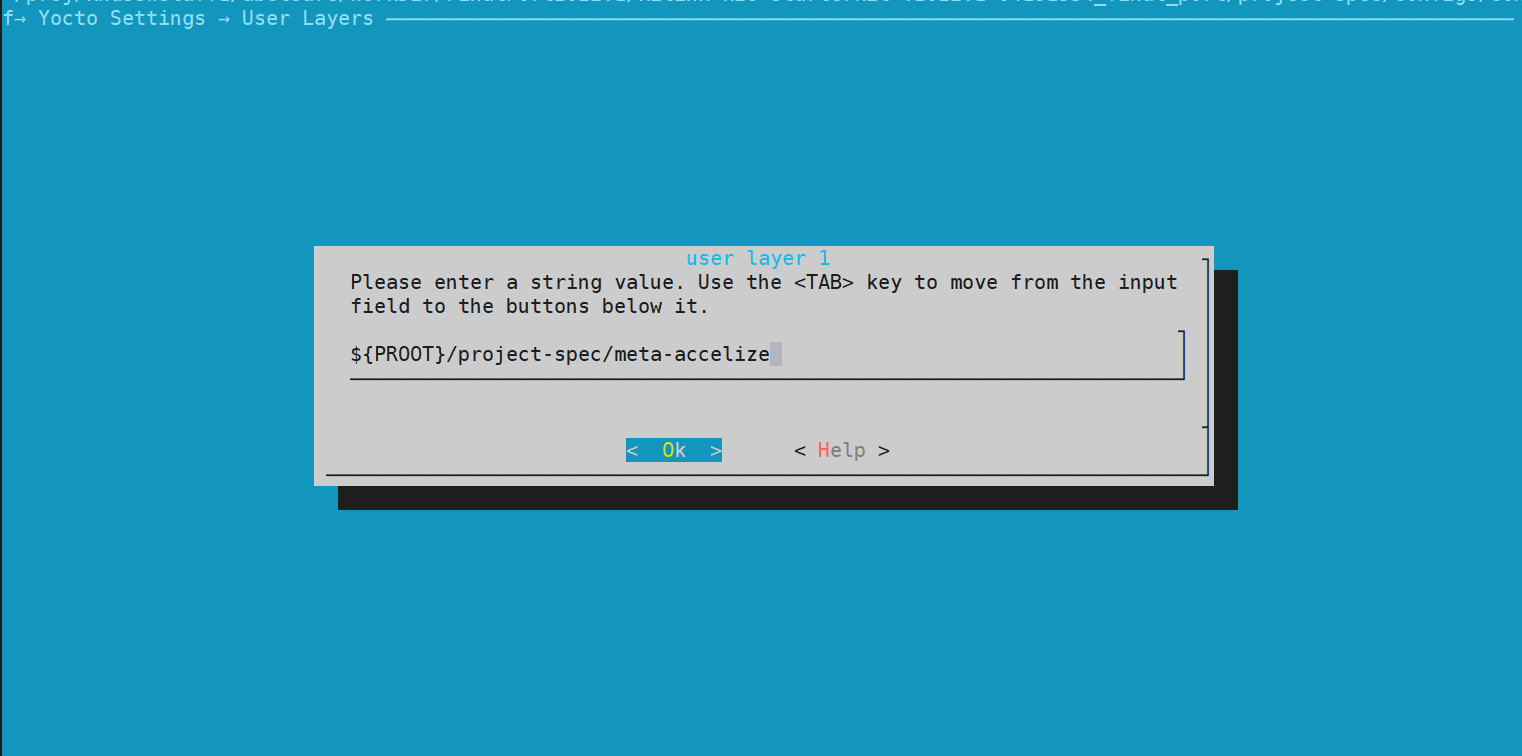 f→ Yocto Settings → User Layers
user layer 1
Please enter a string value. Use the <TAB> key to move from the input
field to the buttons below it.
${PROOT}/project-spec/meta-accelize
< Ok > < Help >